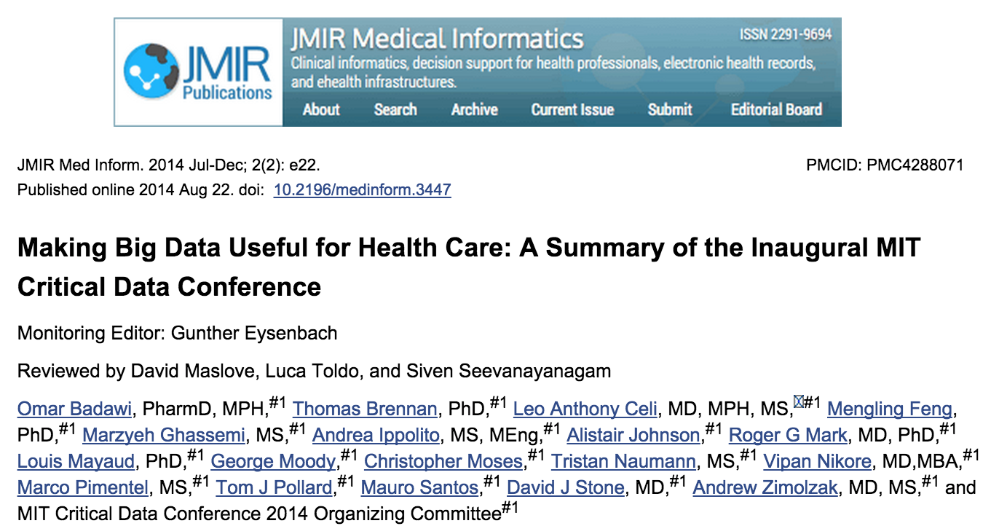 JMIR Publications
JMIR Medical Informatics
ISSN 2291-9694
Clinical informatics, decision support for health professionals, electronic health records,
and ehealth infrastructures.
About Search Archive Current Issue Submit Editorial Board
JMIR Med Inform. 2014 Jul-Dec; 2(2): e22.
PMCID: PMC4288071
Published online 2014 Aug 22. doi: 10.2196/medinform.3447
Making Big Data Useful for Health Care: A Summary of the Inaugural MIT
Critical Data Conference
Monitoring Editor: Gunther Eysenbach
Reviewed by David Maslove, Luca Toldo, and Siven Seevanayanagam
Omar Badawi, PharmD, MPH,#1 Thomas Brennan, PhD,#1 Leo Anthony Celi, MD, MPH, MS,#1 Mengling Feng,
PhD,#1 Marzyeh Ghassemi, MS,#1 Andrea Ippolito, MS, MEng,#1 Alistair Johnson,#1 Roger G Mark, MD, PhD,#1
Louis Mayaud, PhD,#1 George Moody,#1 Christopher Moses,#1 Tristan Naumann, MS,#1 Vipan Nikore, MD,MBA,#1
Marco Pimentel, MS,#1 Tom J Pollard,#1 Mauro Santos,#1 David J Stone, MD,#1 Andrew Zimolzak, MD, MS,#1 and
MIT Critical Data Conference 2014 Organizing Committee#1